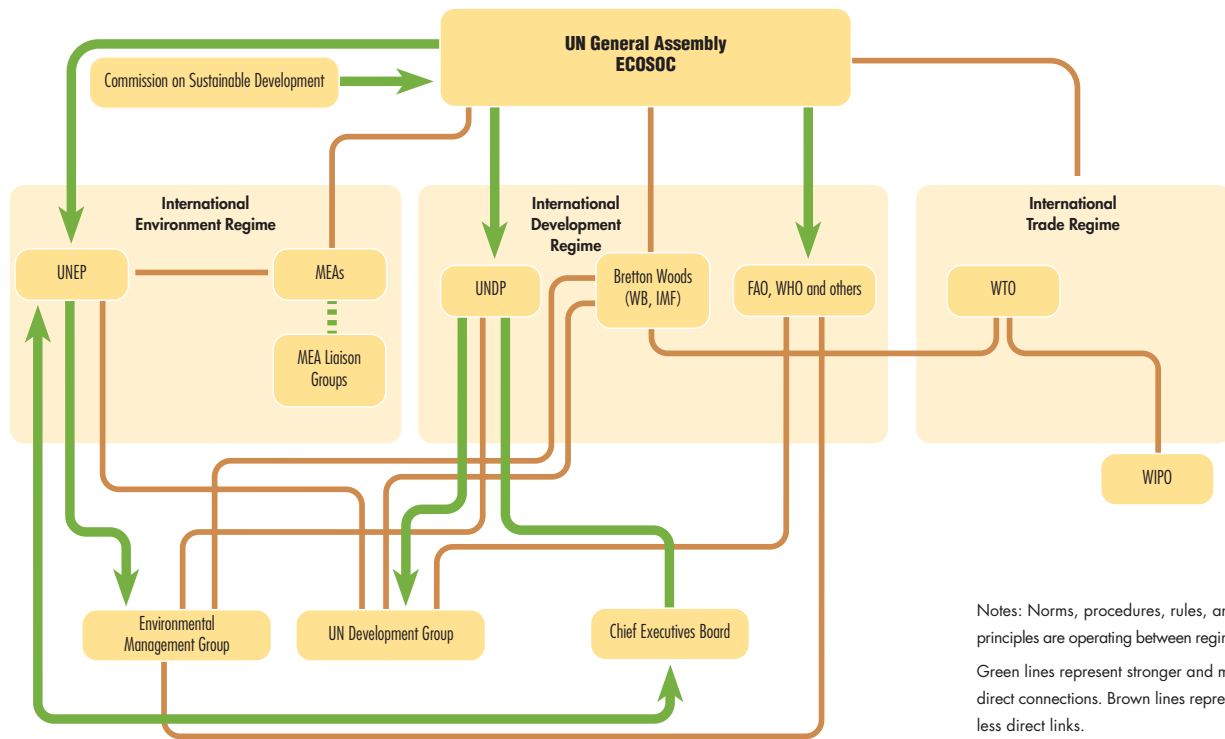 UN General Assembly
ECOSOC
Commission on Sustainable Development
International
Environment Regime
International
Development
Regime
International
Trade Regime
UNEP
MEAs
UNDP
Bretton Woods
(WB, IMF)
FAO, WHO and others
WTO
MEA Liaison
Groups
WIPO
Environmental
Management Group
UN Development Group
Chief Executives Board
Notes: Norms, procedures, rules,
principles are operating between
Green lines represent stronger and
direct connections. Brown lines
less direct links.